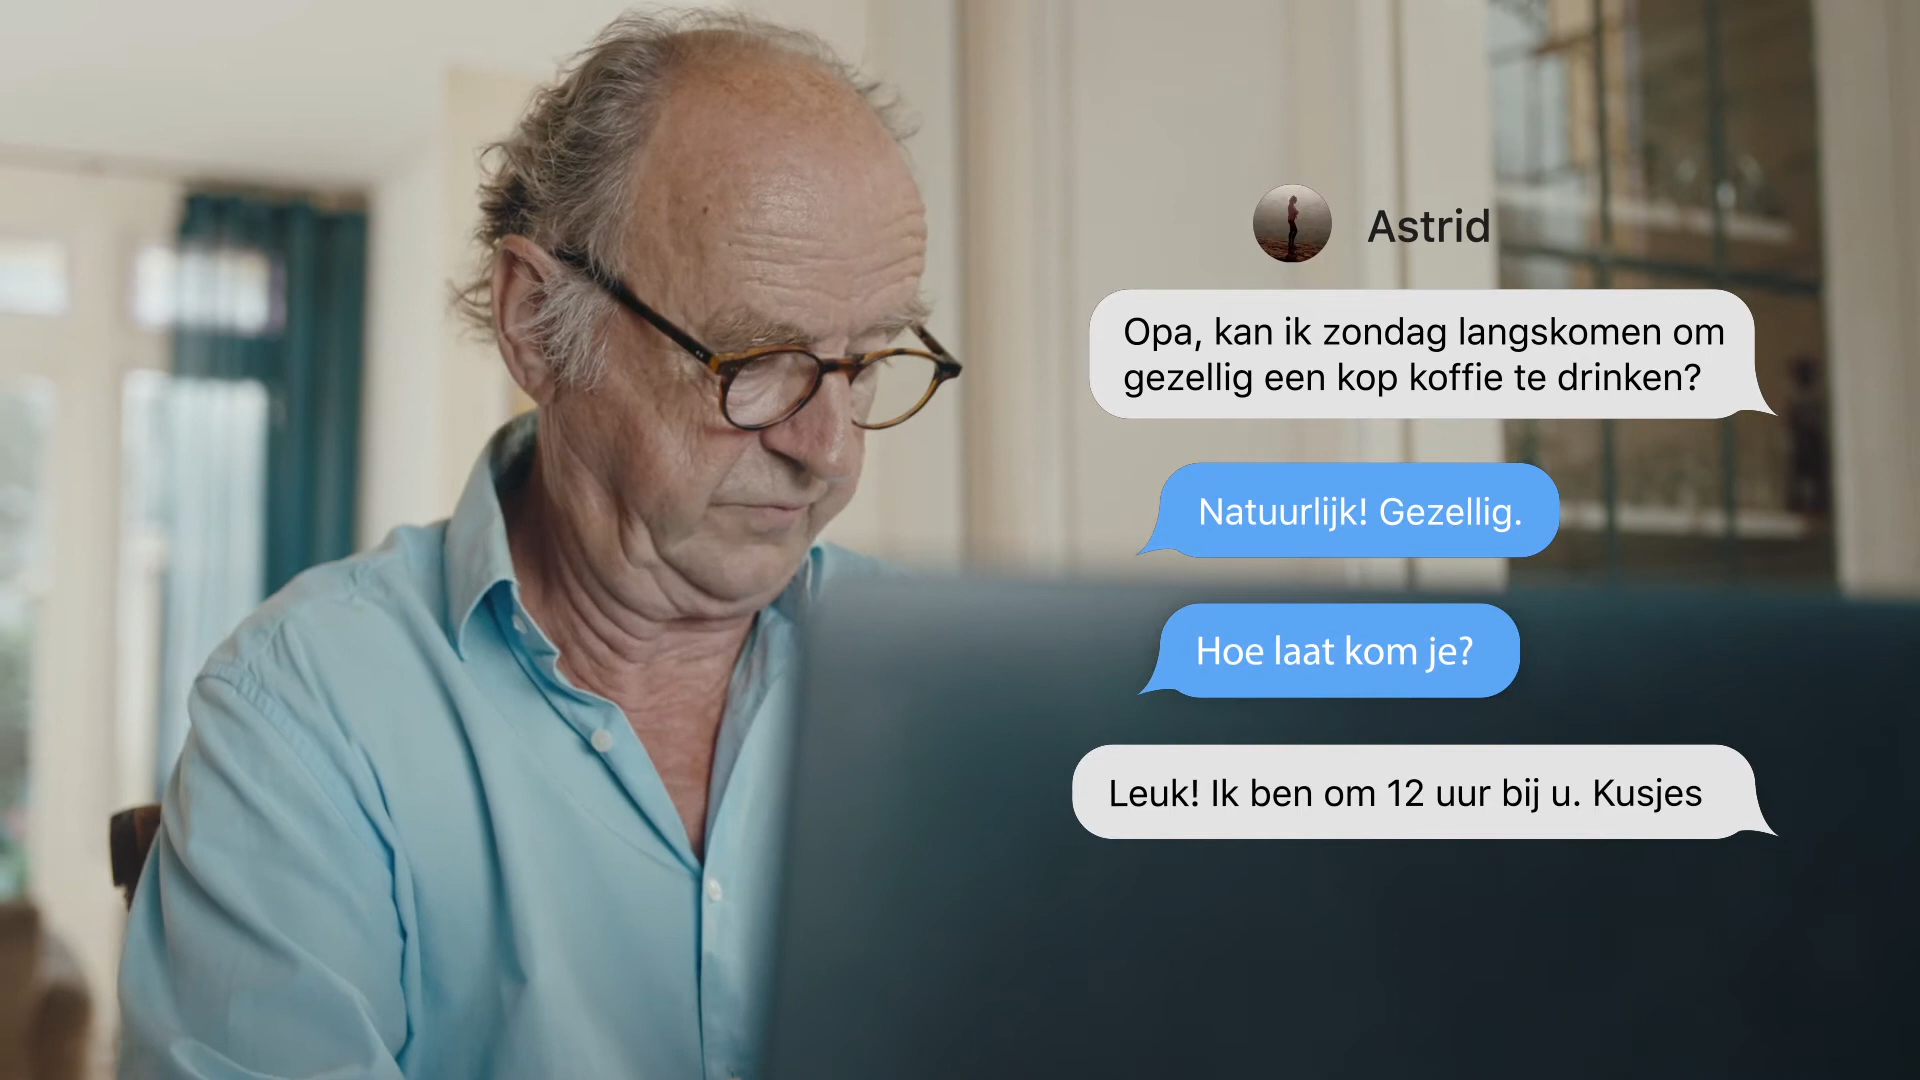 Astrid
Opa, kan ik zondag langskomen om
gezellig een kop koffie te drinken?
Natuurlijk! Gezellig.
Hoe laat kom je?
Leuk! Ik ben om 12 uur bij u. Kusjes